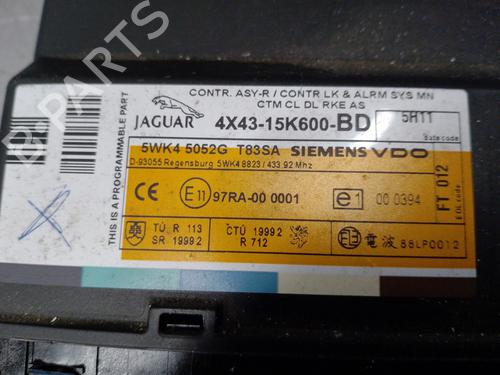 CONTR. ASY-R / CONTR LK & ALRM SYS MN
CTM CL DL RKE AS
JAGUAR
4X43-15K600-BD
5H11
Date code
5WK4 5052G T83SA SIEMENS VDO
D-93055 Regensburg 5WK4 8823 / 433 92 Mhz
CE E11 97RA-00 0001
e1 00 0394
FT 012
EOL code
TÜ. R 113
SR 1999 2
CTÜ 1999 2
R 712
電波 88LP0012
THIS IS A PROGRAMMABLE PART